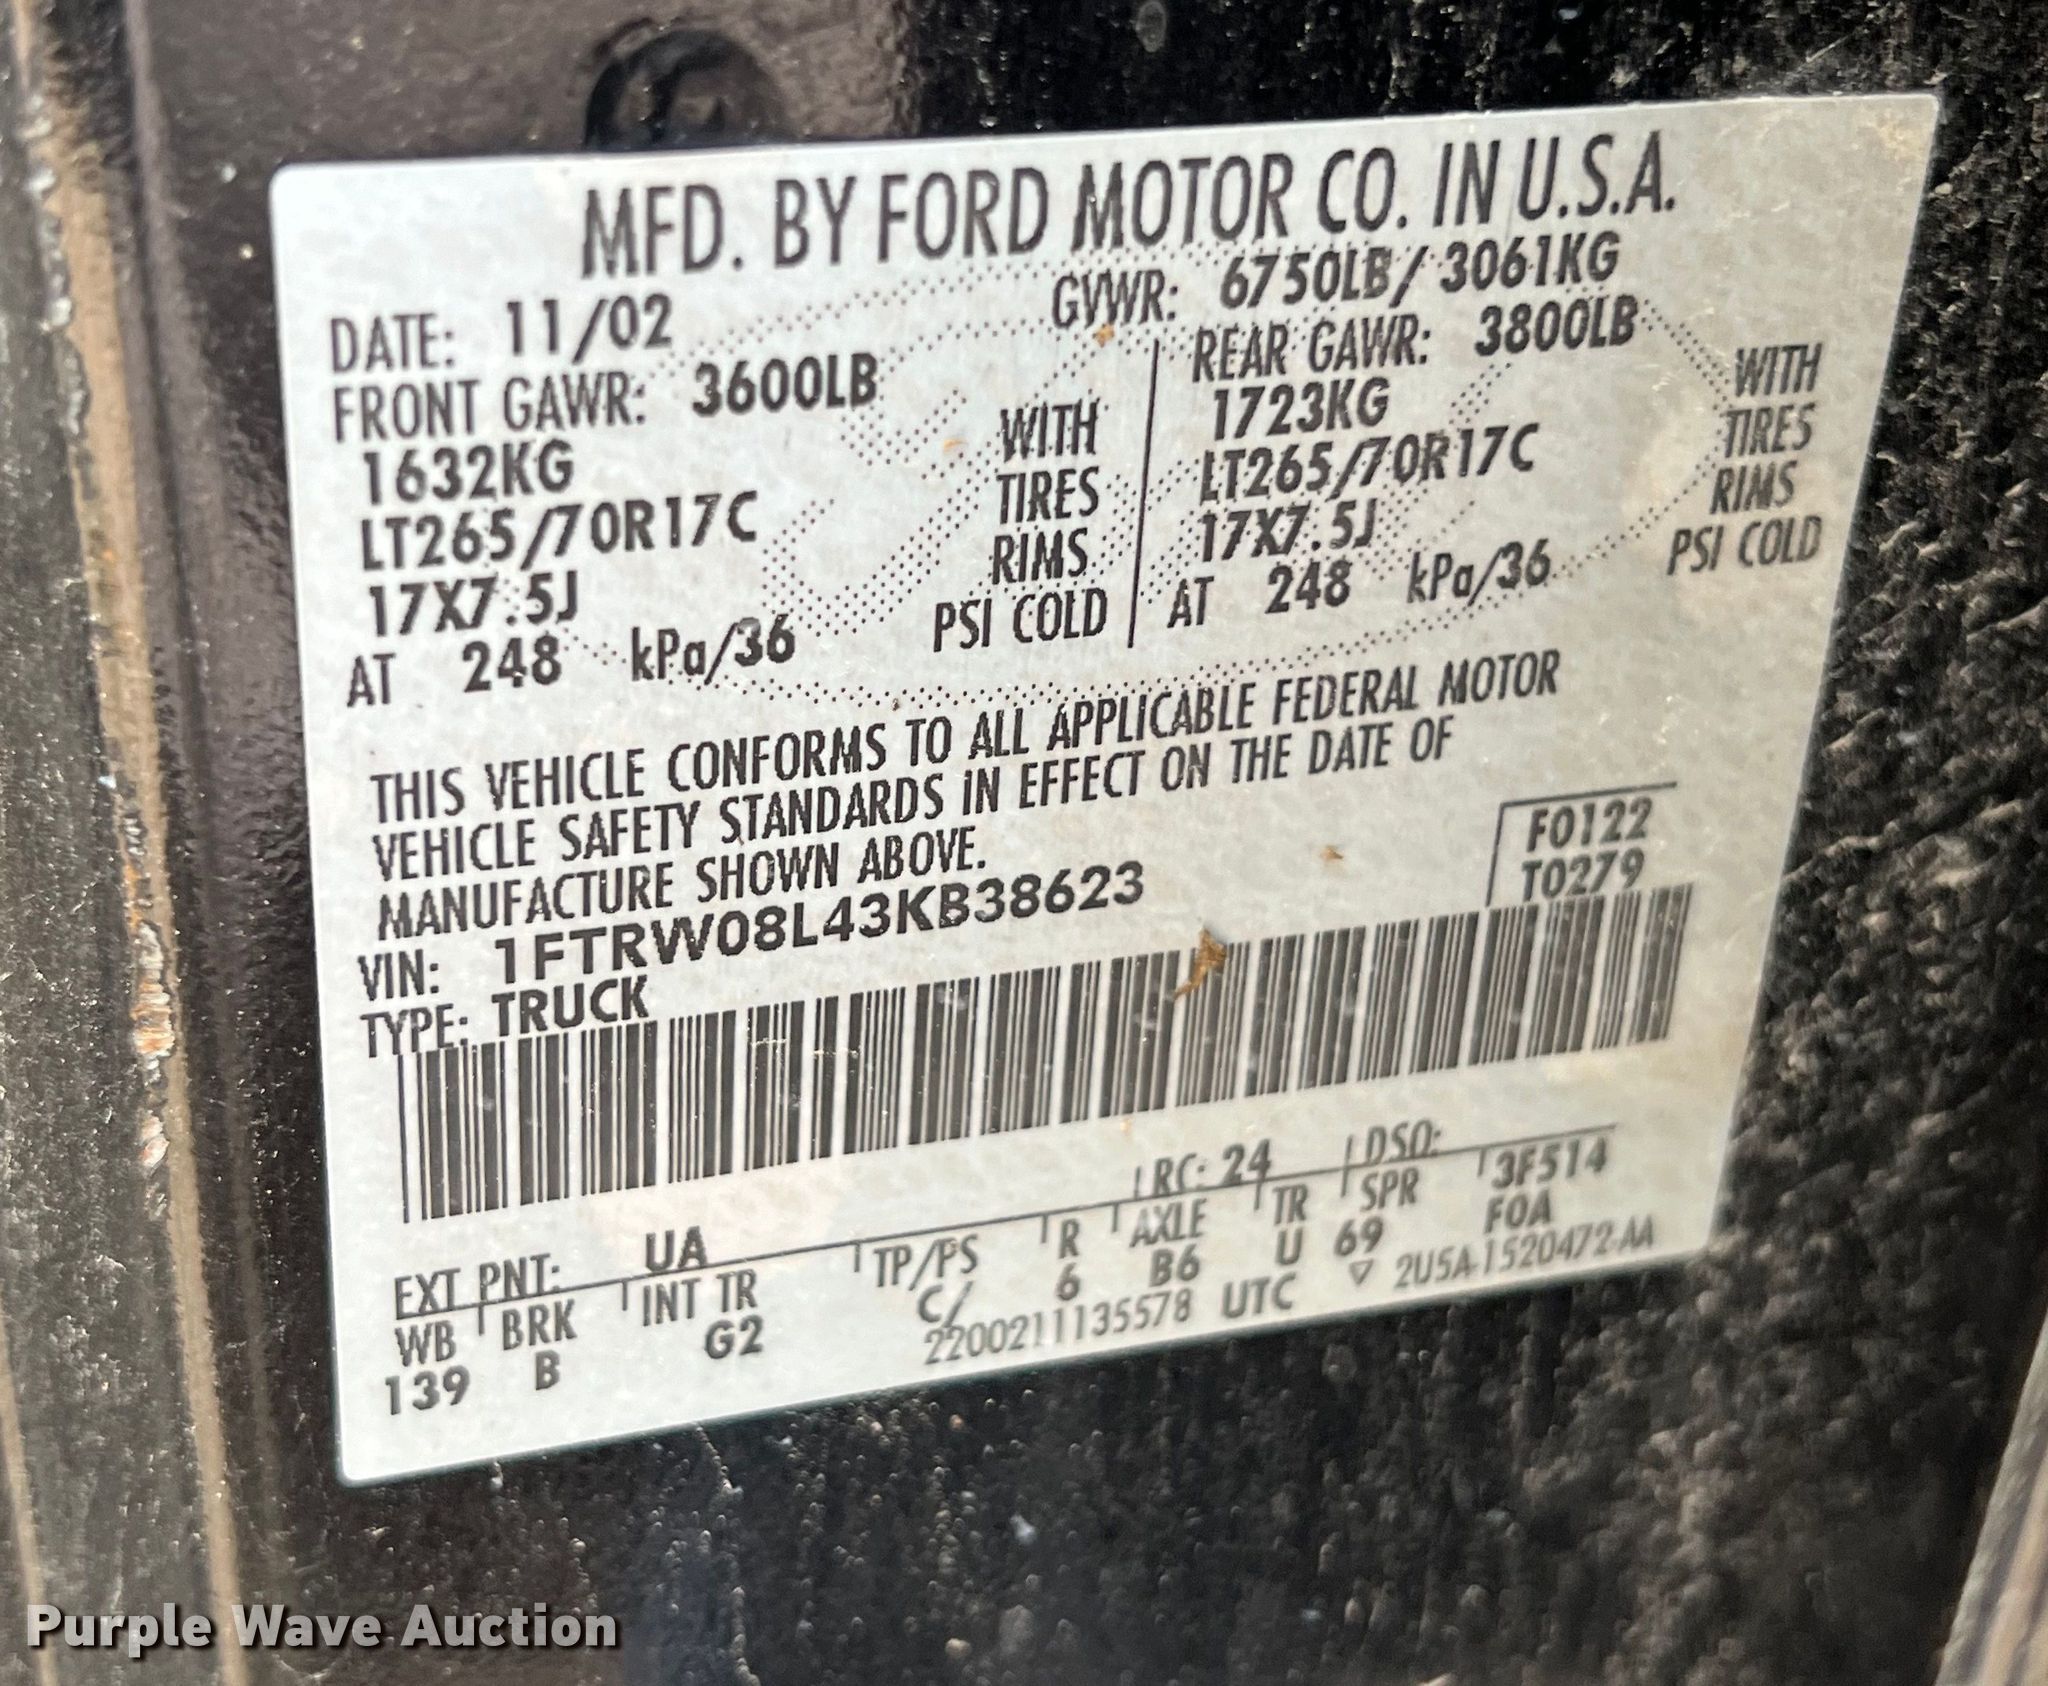 MFD. BY FORD MOTOR CO. IN U.S.A.
DATE: 11/02 GVWR: 6750LB/ 3061KG
FRONT GAWR: 3600LB REAR GAWR: 3800LB
1632KG WITH 1723KG WITH
LT265/70R17C TIRES LT265/70R17C TIRES
17X7.5J RIMS 17X7.5J RIMS
AT 248 kPa/36 PSI COLD AT 248 kPa/36 PSI COLD
THIS VEHICLE CONFORMS TO ALL APPLICABLE FEDERAL MOTOR
VEHICLE SAFETY STANDARDS IN EFFECT ON THE DATE OF
MANUFACTURE SHOWN ABOVE.
F0122
T0279
VIN: 1FTRW08L43KB38623
TYPE: TRUCK
EXT PNT: UA RC: 24 DSO: 3F514
WB BRK INT TR TP/PS R AXLE TR SPR F0A
139 B G2 C/ 6 B6 U 69
2200211135578 UTC ▽ 2U5A-1520472-AA
Purple Wave Auction